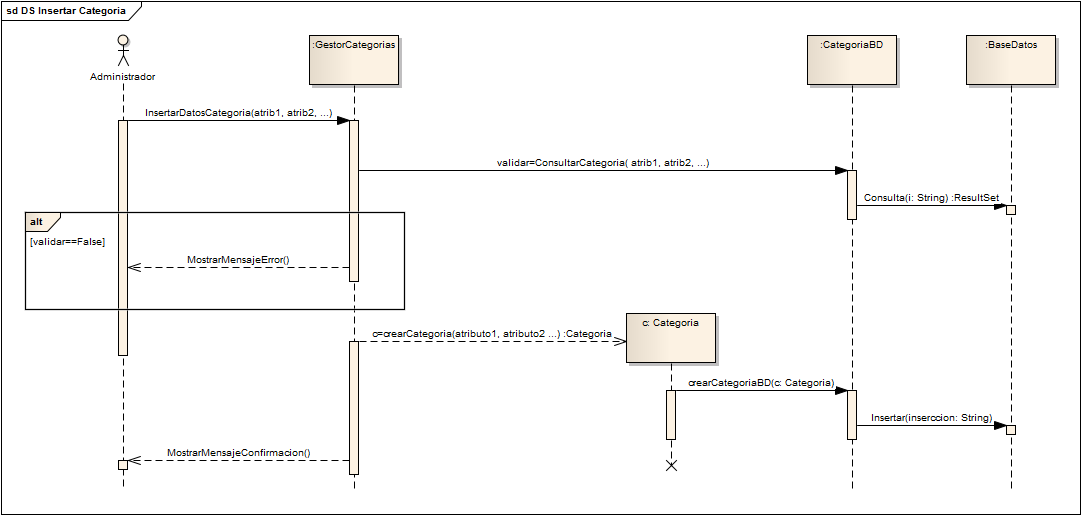 sd DS Insertar Categoria
:GestorCategorias
:CategoriaBD
:BaseDatos
Administrador
InsertarDatosCategoria(atrib1, atrib2, ...)
validar=ConsultarCategoria( atrib1, atrib2, ...)
Consulta(i: String) :ResultSet
alt
[validar==False]
MostrarMensajeError()
c: Categoria
c=crearCategoria(atributo1, atributo2 ...) :Categoria
crearCategoriaBD(c: Categoria)
Insertar(inserccion: String)
MostrarMensajeConfirmacion()